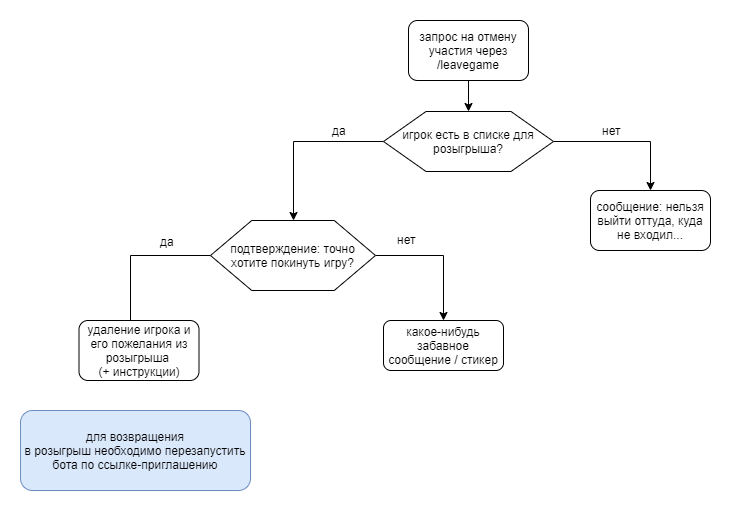 запрос на отмену
участия через
/leavegame
да
игрок есть в списке для
розыгрыша?
нет
сообщение: нельзя
выйти оттуда, куда
не входил...
да
подтверждение: точно
хотите покинуть игру?
нет
удаление игрока и
его пожелания из
розыгрыша
(+ инструкции)
какое-нибудь
забавное
сообщение / стикер
для возвращения
в розыгрыш необходимо перезапустить
бота по ссылке-приглашению